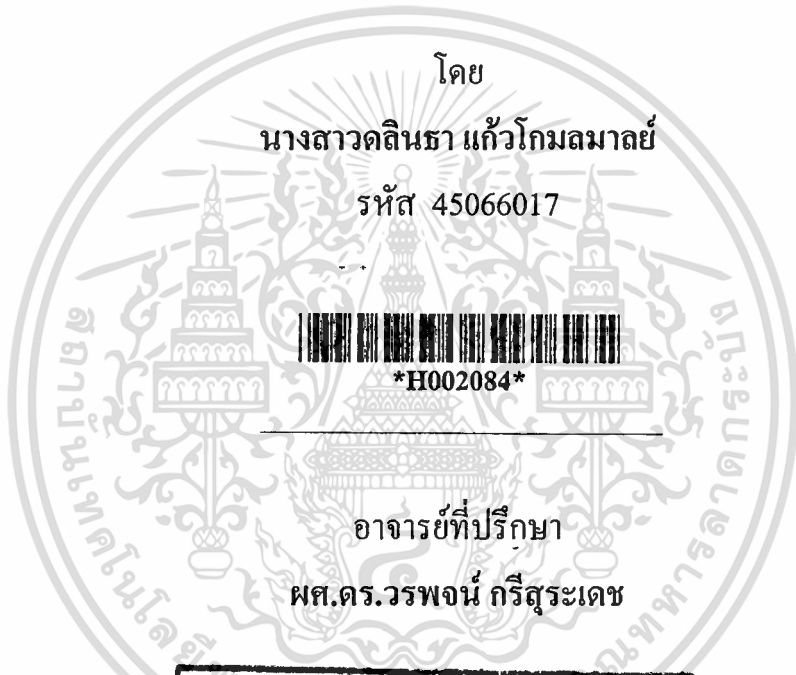 โดย
นางสาวคลินธา แก้วโกมลมาลย์
รหัส 45066017
*H002084*
อาจารย์ที่ปรึกษา
ผศ.ดร.วรพจน์ กรีสุระเดช